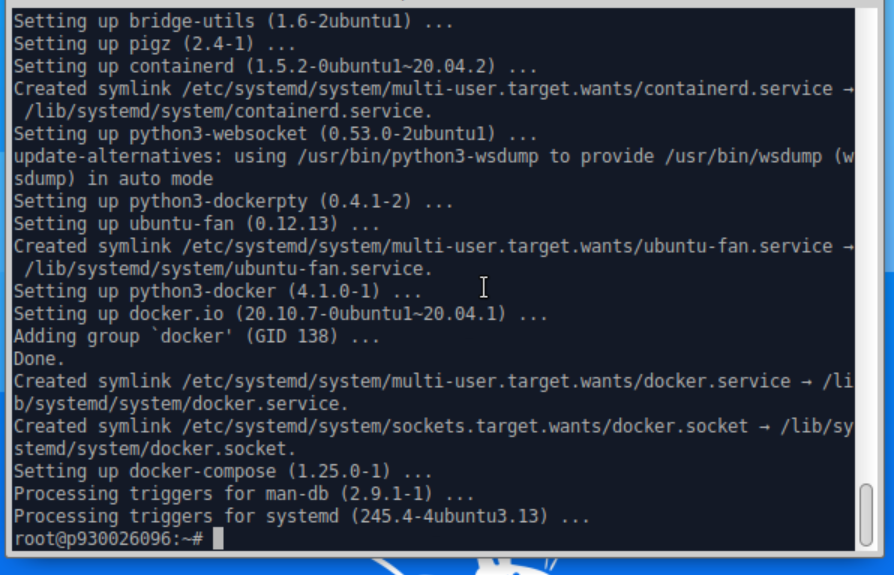 Setting up bridge-utils (1.6-2ubuntu1) ...
Setting up pigz (2.4-1) ...
Setting up containerd (1.5.2-0ubuntu1~20.04.2) ...
Created symlink /etc/systemd/system/multi-user.target.wants/containerd.service →
 /lib/systemd/system/containerd.service.
Setting up python3-websocket (0.53.0-2ubuntu1) ...
update-alternatives: using /usr/bin/python3-wsdump to provide /usr/bin/wsdump (w
sdump) in auto mode
Setting up python3-dockerpty (0.4.1-2) ...
Setting up ubuntu-fan (0.12.13) ...
Created symlink /etc/systemd/system/multi-user.target.wants/ubuntu-fan.service →
 /lib/systemd/system/ubuntu-fan.service.
Setting up python3-docker (4.1.0-1) ...
Setting up docker.io (20.10.7-0ubuntu1~20.04.1) ...
Adding group `docker' (GID 138) ...
Done.
Created symlink /etc/systemd/system/multi-user.target.wants/docker.service → /li
b/systemd/system/docker.service.
Created symlink /etc/systemd/system/sockets.target.wants/docker.socket → /lib/sy
stemd/system/docker.socket.
Setting up docker-compose (1.25.0-1) ...
Processing triggers for man-db (2.9.1-1) ...
Processing triggers for systemd (245.4-4ubuntu3.13) ...
root@p930026096:~#